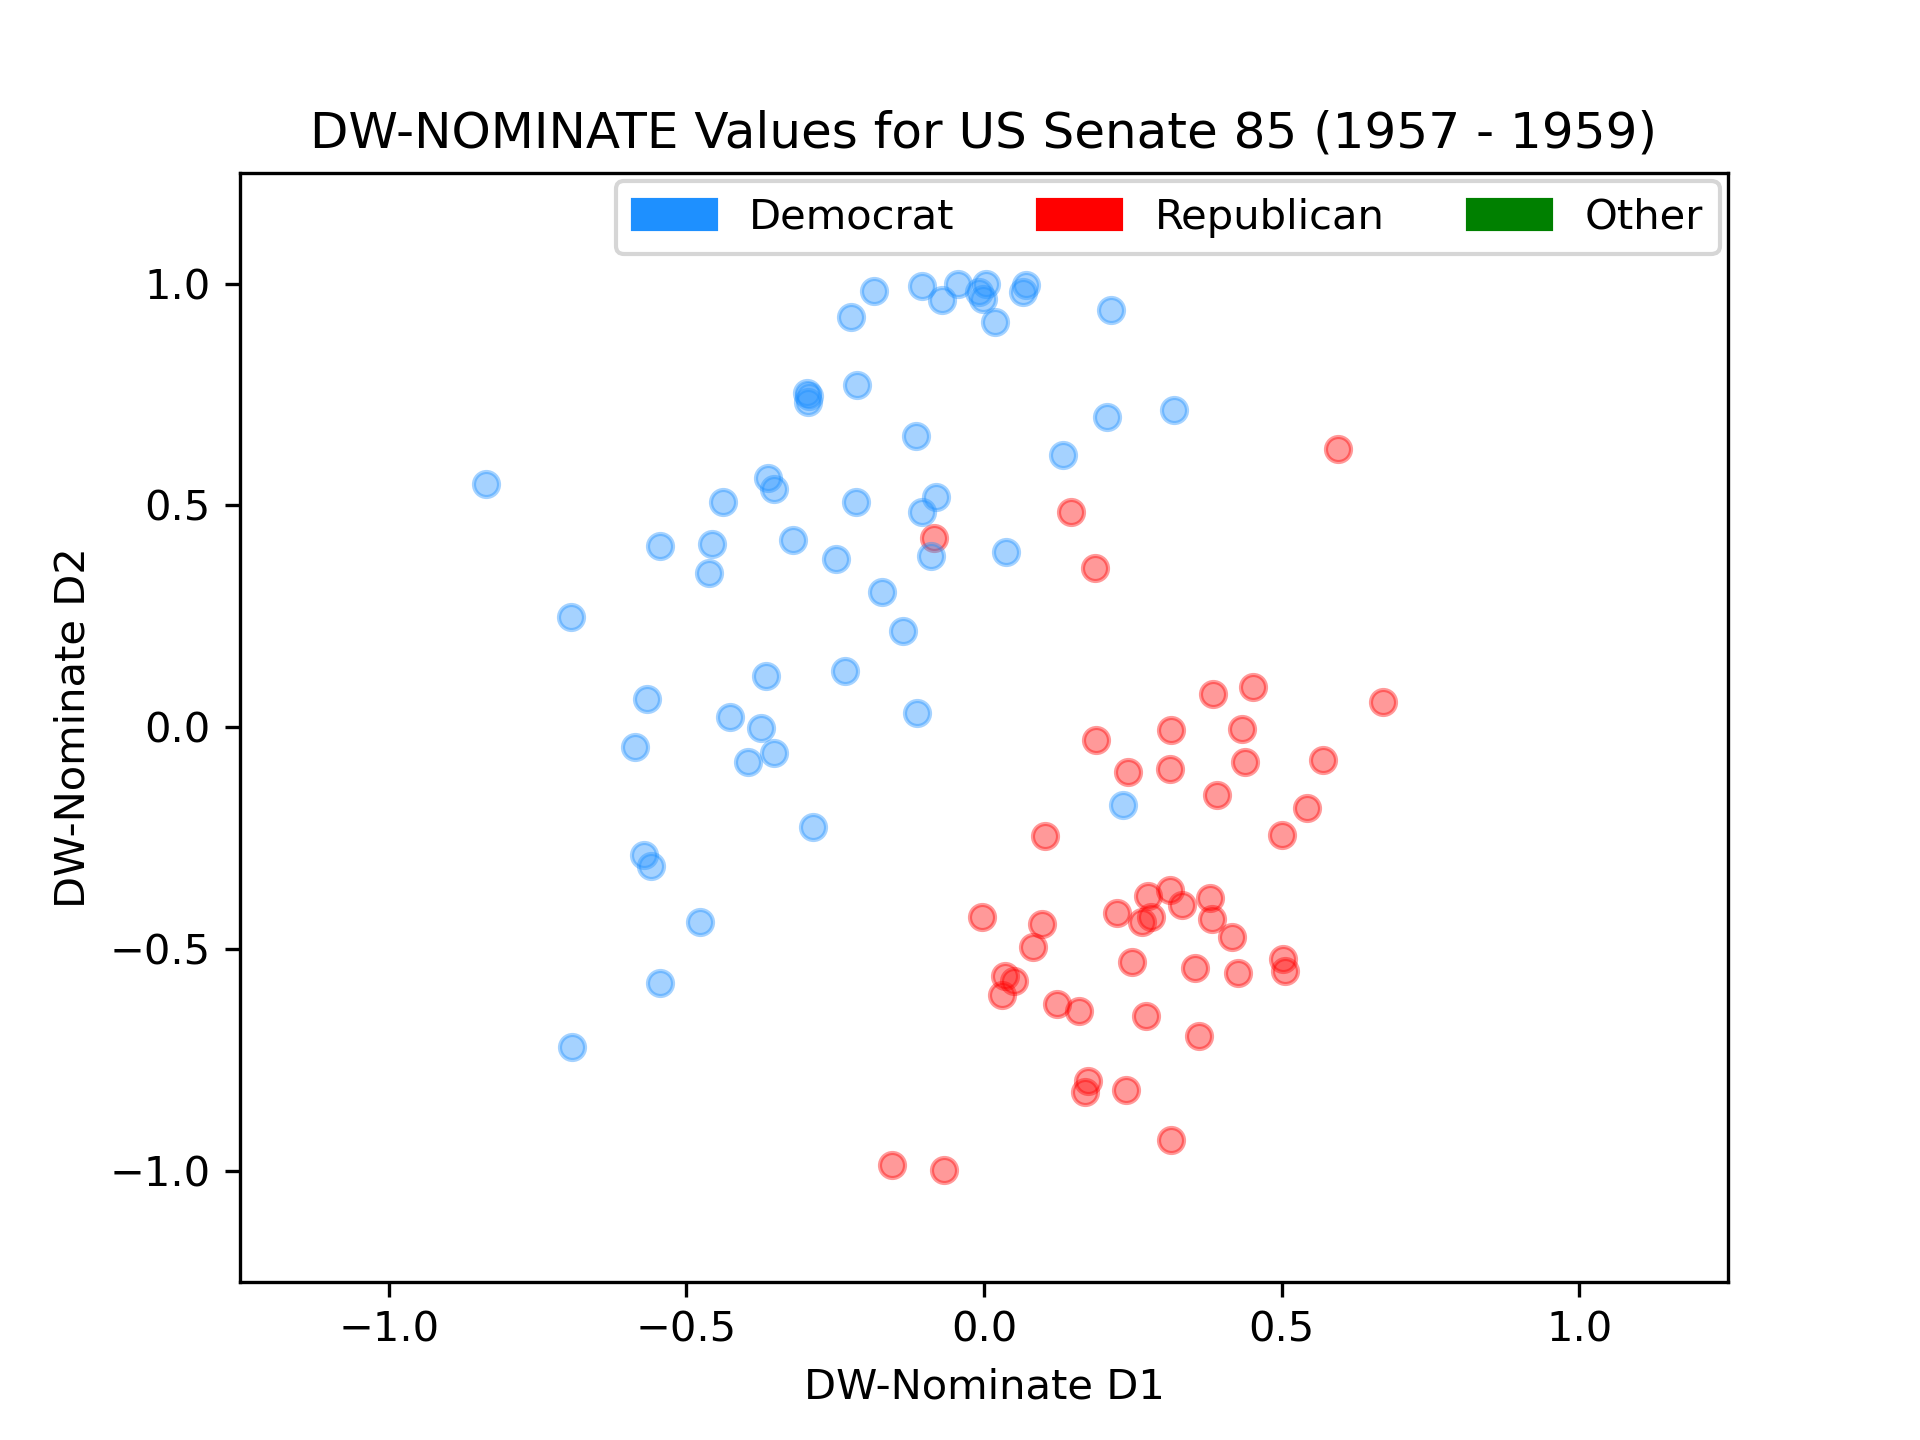 DW-NOMINATE Values for US Senate 85 (1957 - 1959)
Democrat Republican Other
1.0
0.5
0.0
−0.5
−1.0
DW-Nominate D2
−1.0 −0.5 0.0 0.5 1.0
DW-Nominate D1